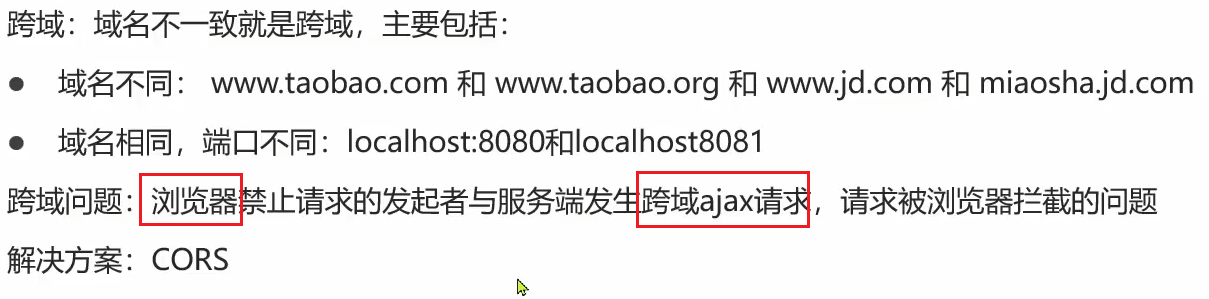 跨域：域名不一致就是跨域，主要包括：
● 域名不同： www.taobao.com 和 www.taobao.org 和 www.jd.com 和 miaosha.jd.com
● 域名相同，端口不同：localhost:8080和localhost8081
跨域问题：浏览器禁止请求的发起者与服务端发生跨域ajax请求，请求被浏览器拦截的问题
解决方案：CORS